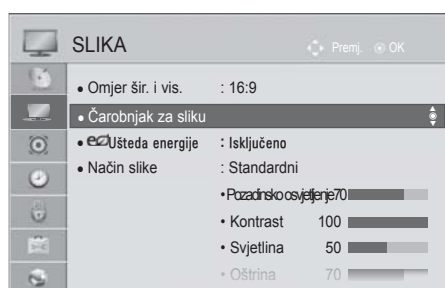 SLIKA Premj. OK
• Omjer šir. i vis. : 16:9
• Čarobnjak za sliku
• eco Ušteda energije : Isključeno
• Način slike : Standardni
• Pozadinsko osvjetljenje 70
• Kontrast 100
• Svjetlina 50
• Oštrina 70